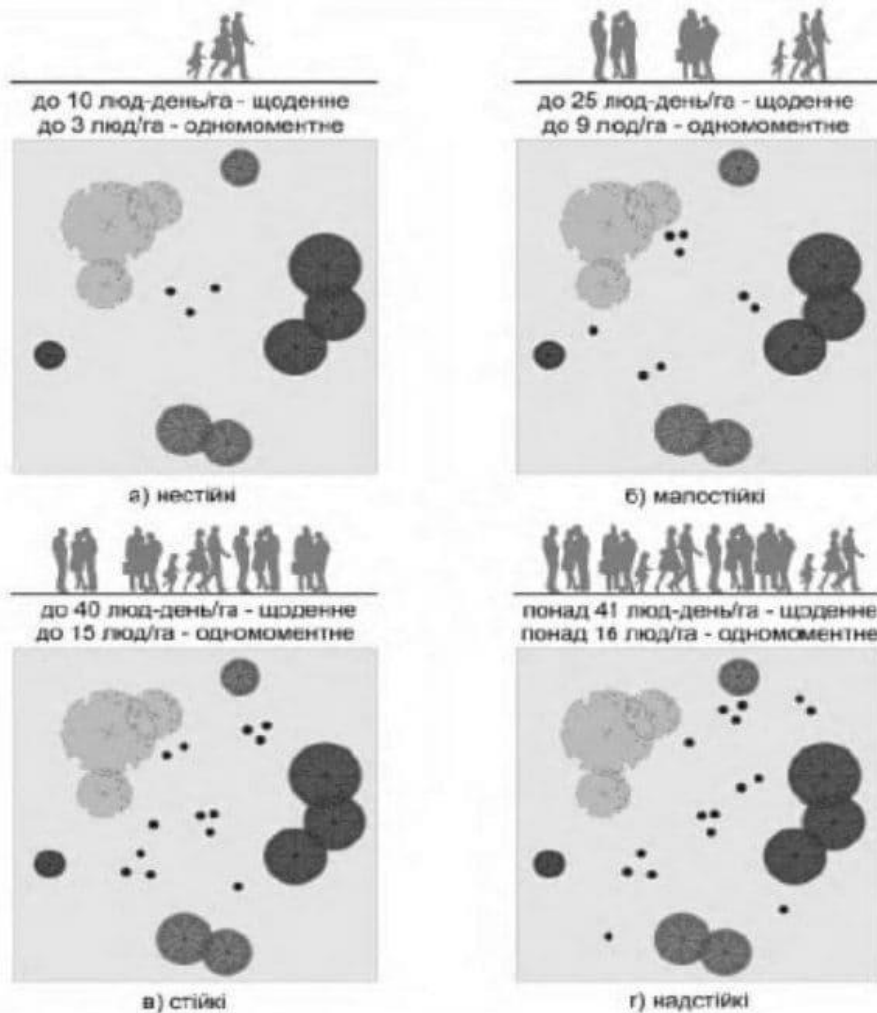 до 10 люд-день/га - щоденне
до 3 люд/га - одномоментне
до 25 люд-день/га - щоденне
до 9 люд/га - одномоментне
а) нестійкі
б) малостійкі
до 40 люд-день/га - щоденне
до 15 люд/га - одномоментне
понад 41 люд-день/га - щоденне
понад 16 люд/га - одномоментне
в) стійкі
г) надстійкі